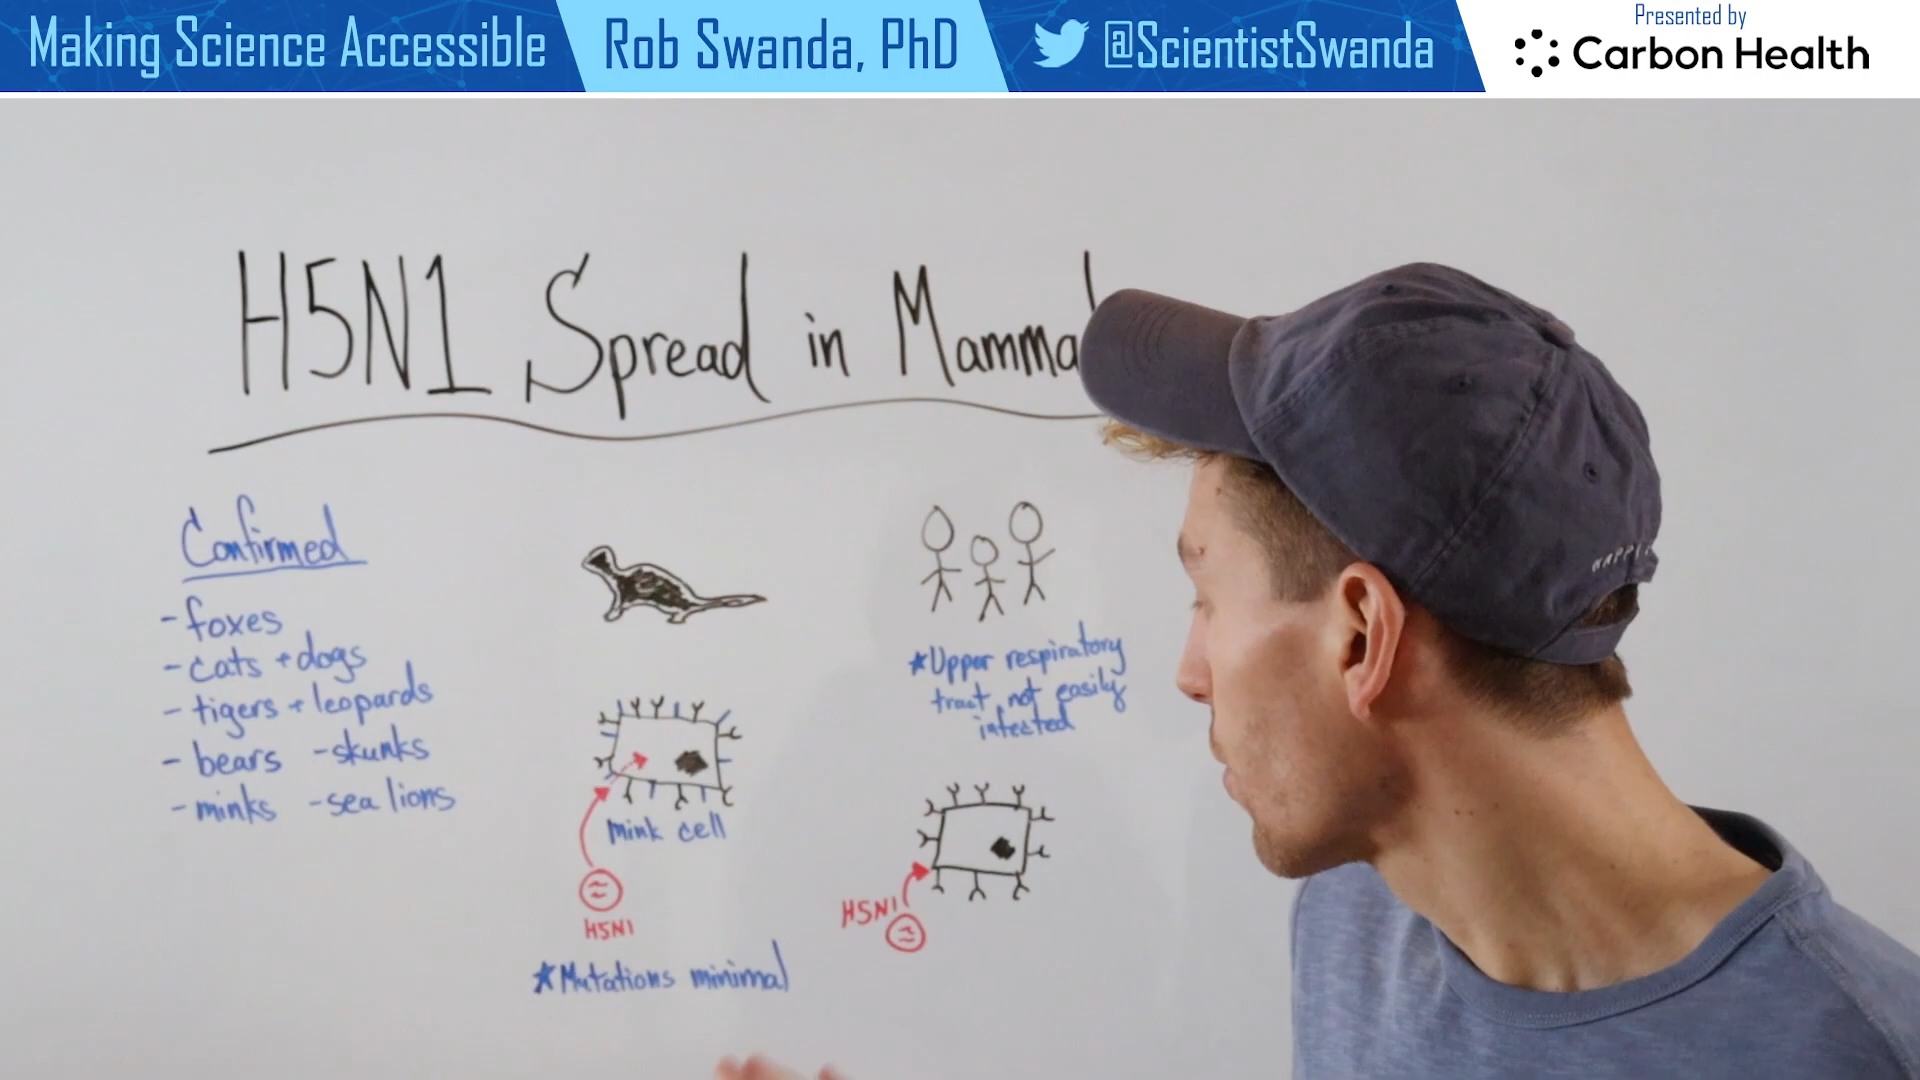 Making Science Accessible
Rob Swanda, PhD
@ScientistSwanda
Presented by
Carbon Health
H5N1 Spread in Mammal
Confirmed
- foxes
- cats + dogs
- tigers + leopards
- bears - skunks
- minks - sea lions
mink cell
H5N1
★Mutations minimal
★Upper respiratory
tract not easily
infected
H5N1